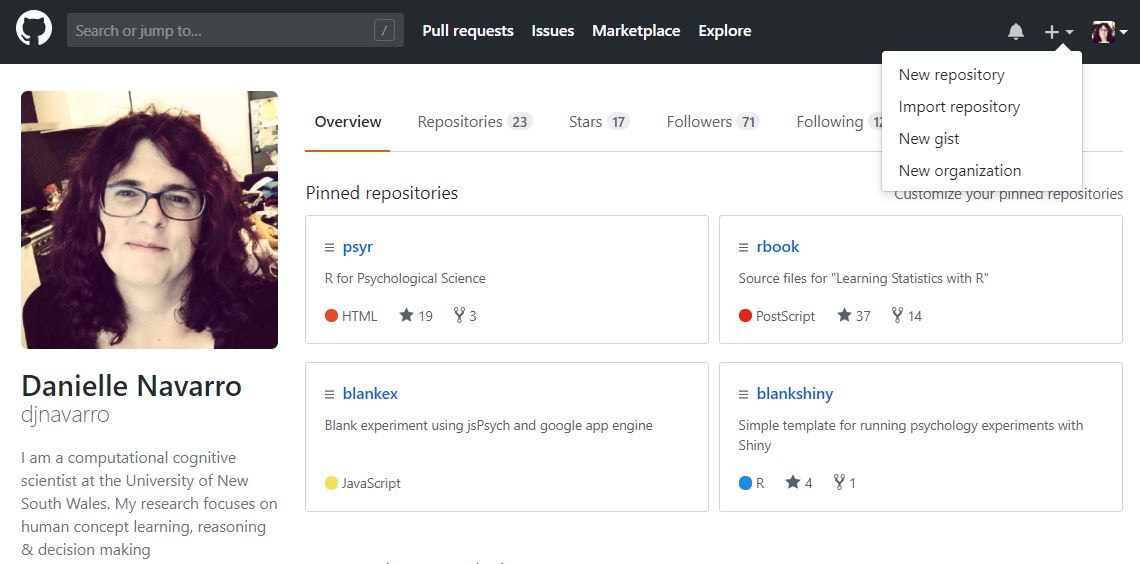 Search or jump to... /
Pull requests Issues Marketplace Explore
New repository
Import repository
New gist
New organization
Overview Repositories 23 Stars 17 Followers 71 Following
Pinned repositories
Customize your pinned repositories
psyr
R for Psychological Science
HTML 19 3
rbook
Source files for "Learning Statistics with R"
PostScript 37 14
blankex
Blank experiment using jsPsych and google app engine
JavaScript
blankshiny
Simple template for running psychology experiments with
Shiny
R 4 1
Danielle Navarro
djnavarro
I am a computational cognitive
scientist at the University of New
South Wales. My research focuses on
human concept learning, reasoning
& decision making